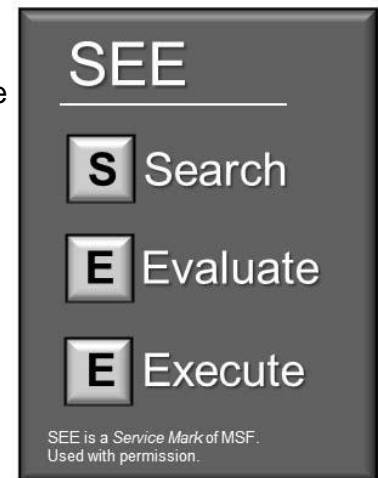 e
SEE
S Search
E Evaluate
E Execute
SEE is a Service Mark of MSF.
Used with permission.